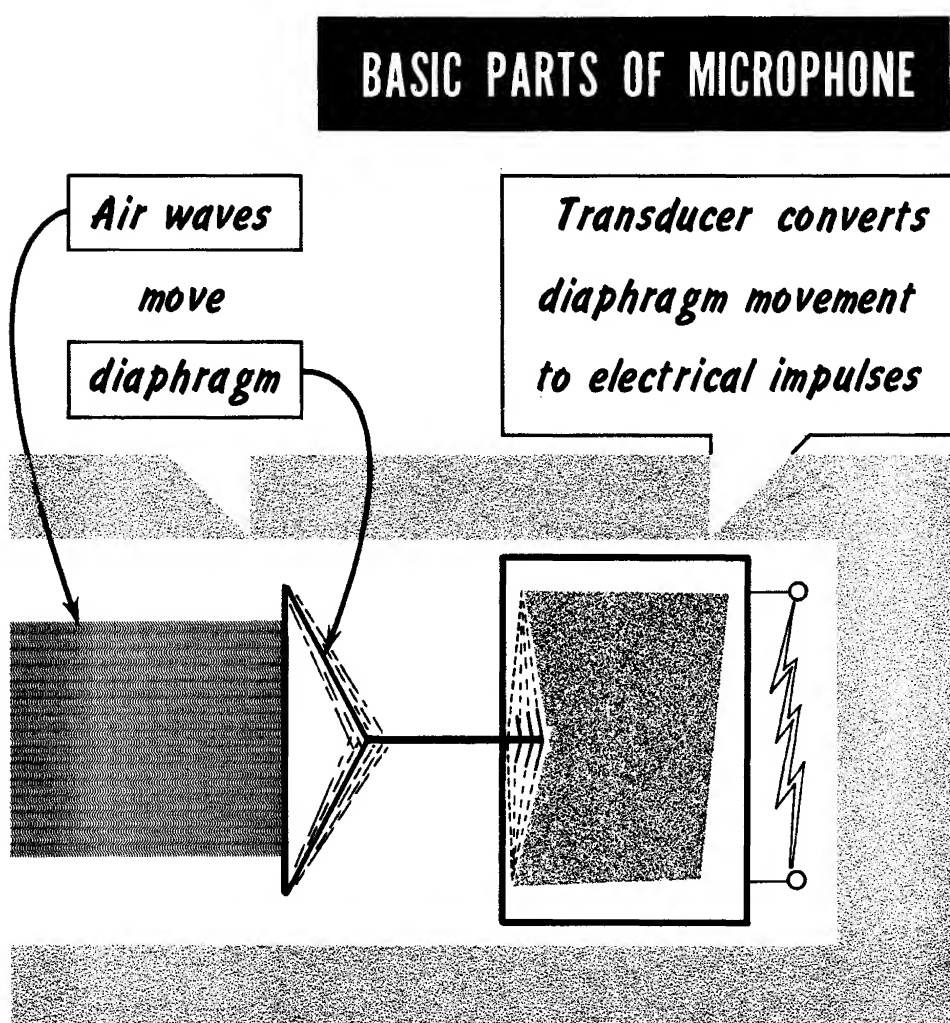 BASIC PARTS OF MICROPHONE
Air waves
move
diaphragm
Transducer converts
diaphragm movement
to electrical impulses